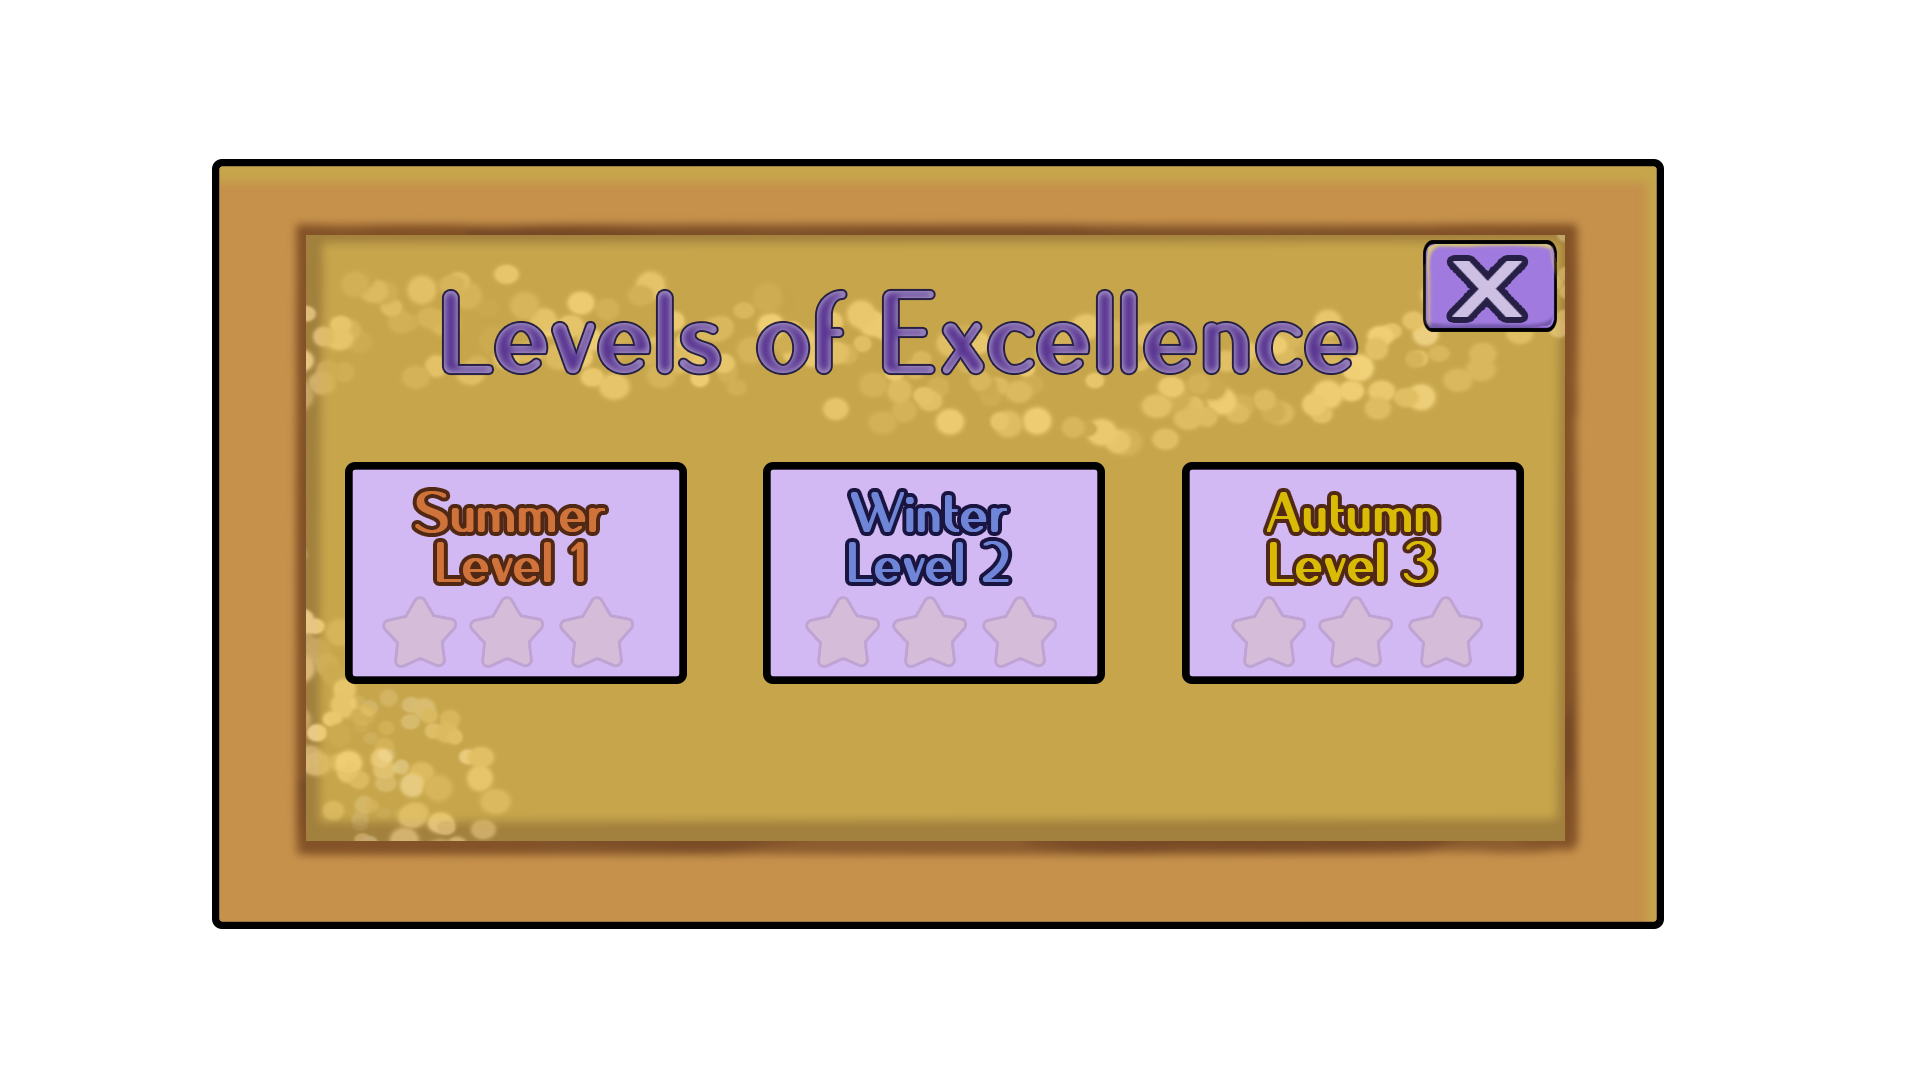 X
Levels of Excellence
Summer
Level 1
Winter
Level 2
Autumn
Level 3